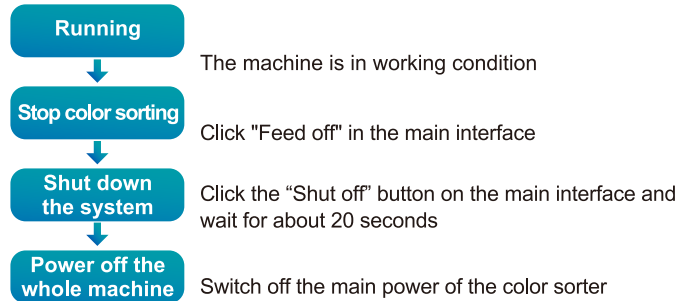 Running
The machine is in working condition
Stop color sorting
Click "Feed off" in the main interface
Shut down
the system
Click the “Shut off” button on the main interface and
wait for about 20 seconds
Power off the
whole machine
Switch off the main power of the color sorter